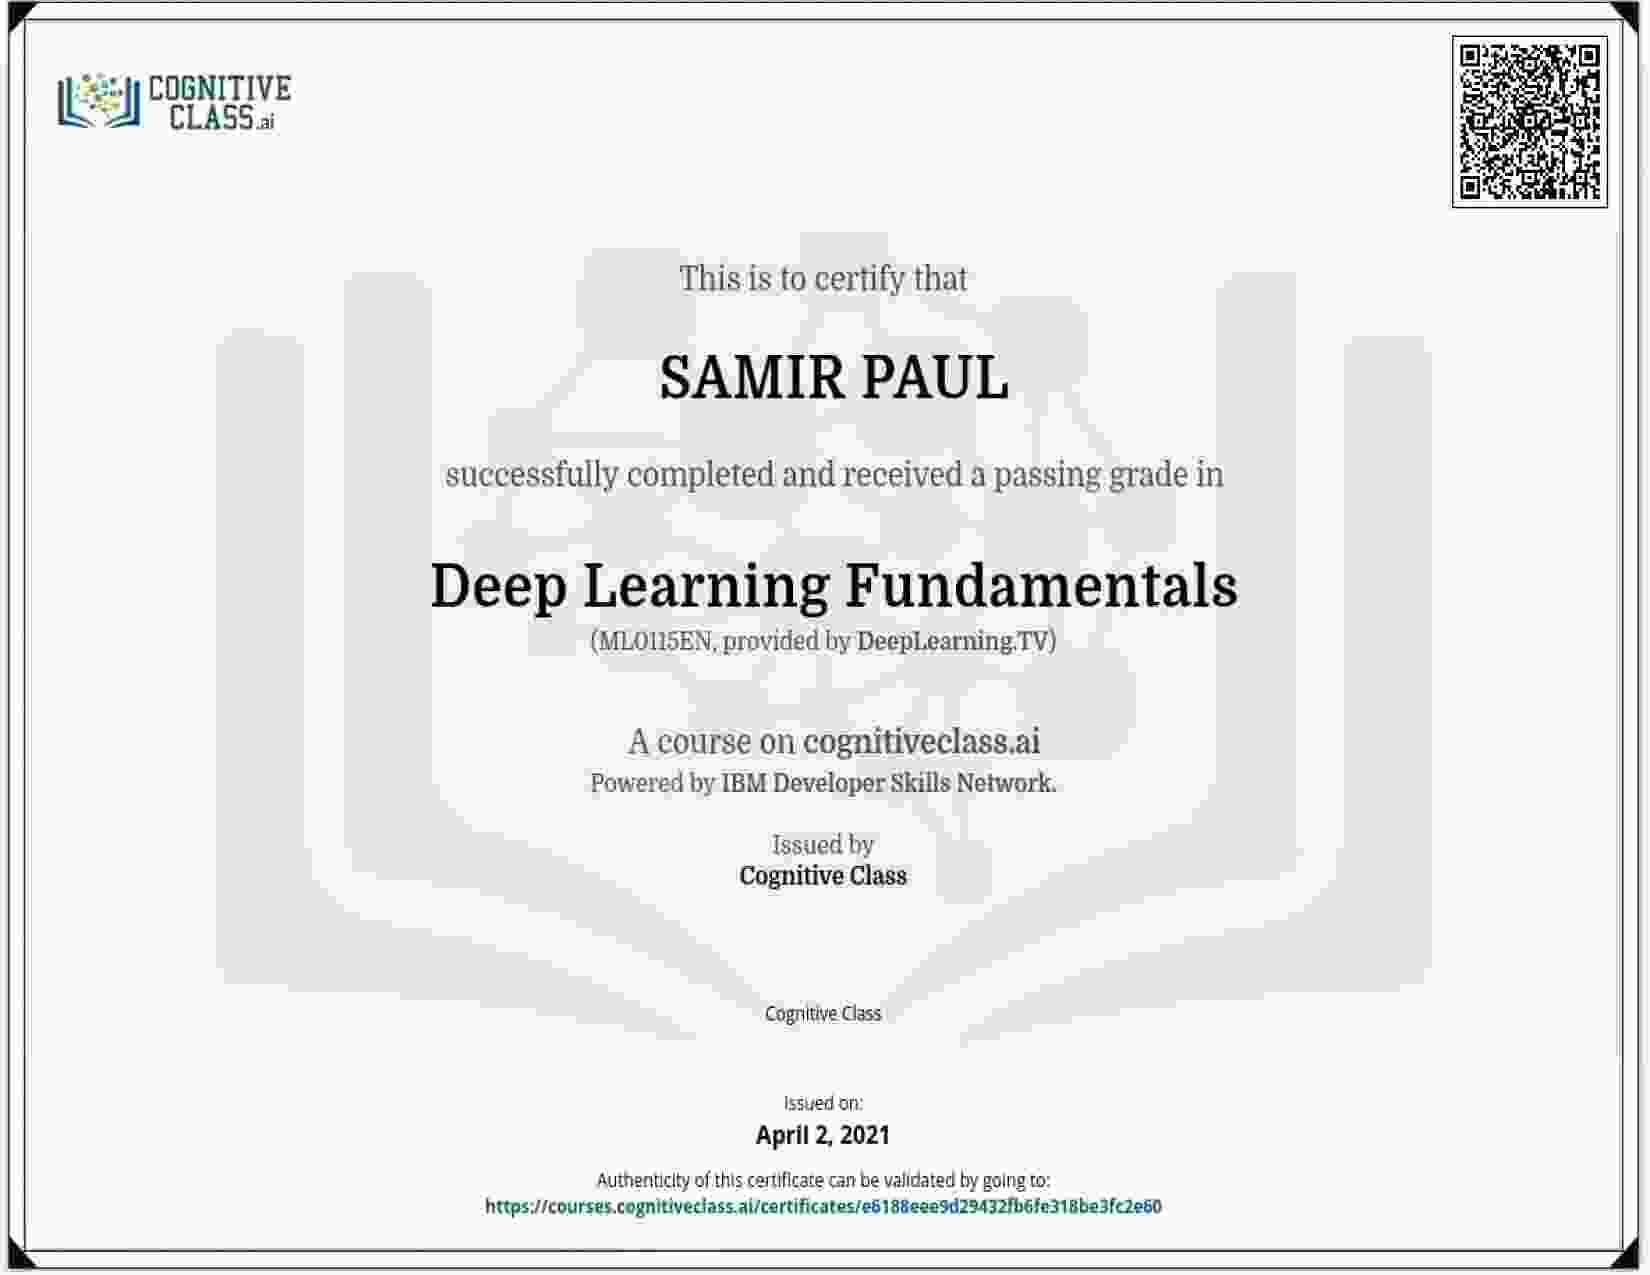 COGNITIVE
CLASS.ai
This is to certify that
SAMIR PAUL
successfully completed and received a passing grade in
Deep Learning Fundamentals
(ML0115EN, provided by DeepLearning.TV)
A course on cognitiveclass.ai
Powered by IBM Developer Skills Network.
Issued by
Cognitive Class
Cognitive Class
Issued on:
April 2, 2021
Authenticity of this certificate can be validated by going to:
https://courses.cognitiveclass.ai/certificates/e6188eee9d29432fb6fe318be3fc2e60